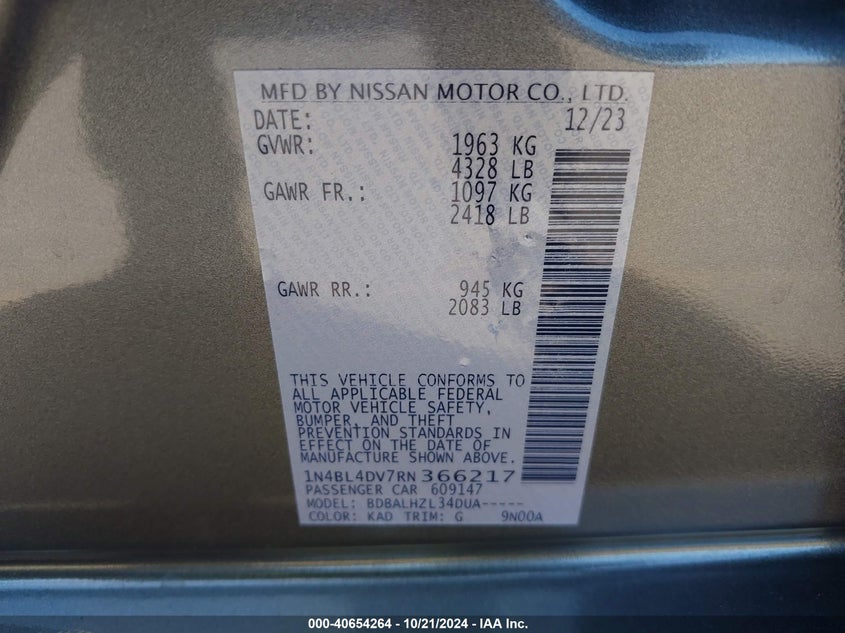 MFD BY NISSAN MOTOR CO., LTD.
DATE: 12/23
GVWR: 1963 KG
4328 LB
GAWR FR.: 1097 KG
2418 LB
GAWR RR.: 945 KG
2083 LB
THIS VEHICLE CONFORMS TO
ALL APPLICABLE FEDERAL
MOTOR VEHICLE SAFETY,
BUMPER, AND THEFT
PREVENTION STANDARDS IN
EFFECT ON THE DATE OF
MANUFACTURE SHOWN ABOVE.
1N4BL4DV7RN366217
PASSENGER CAR 609147
MODEL: BDBALHZL34DUA-----
COLOR: KAD TRIM: G 9N00A
000-40654264 - 10/21/2024 - IAA Inc.